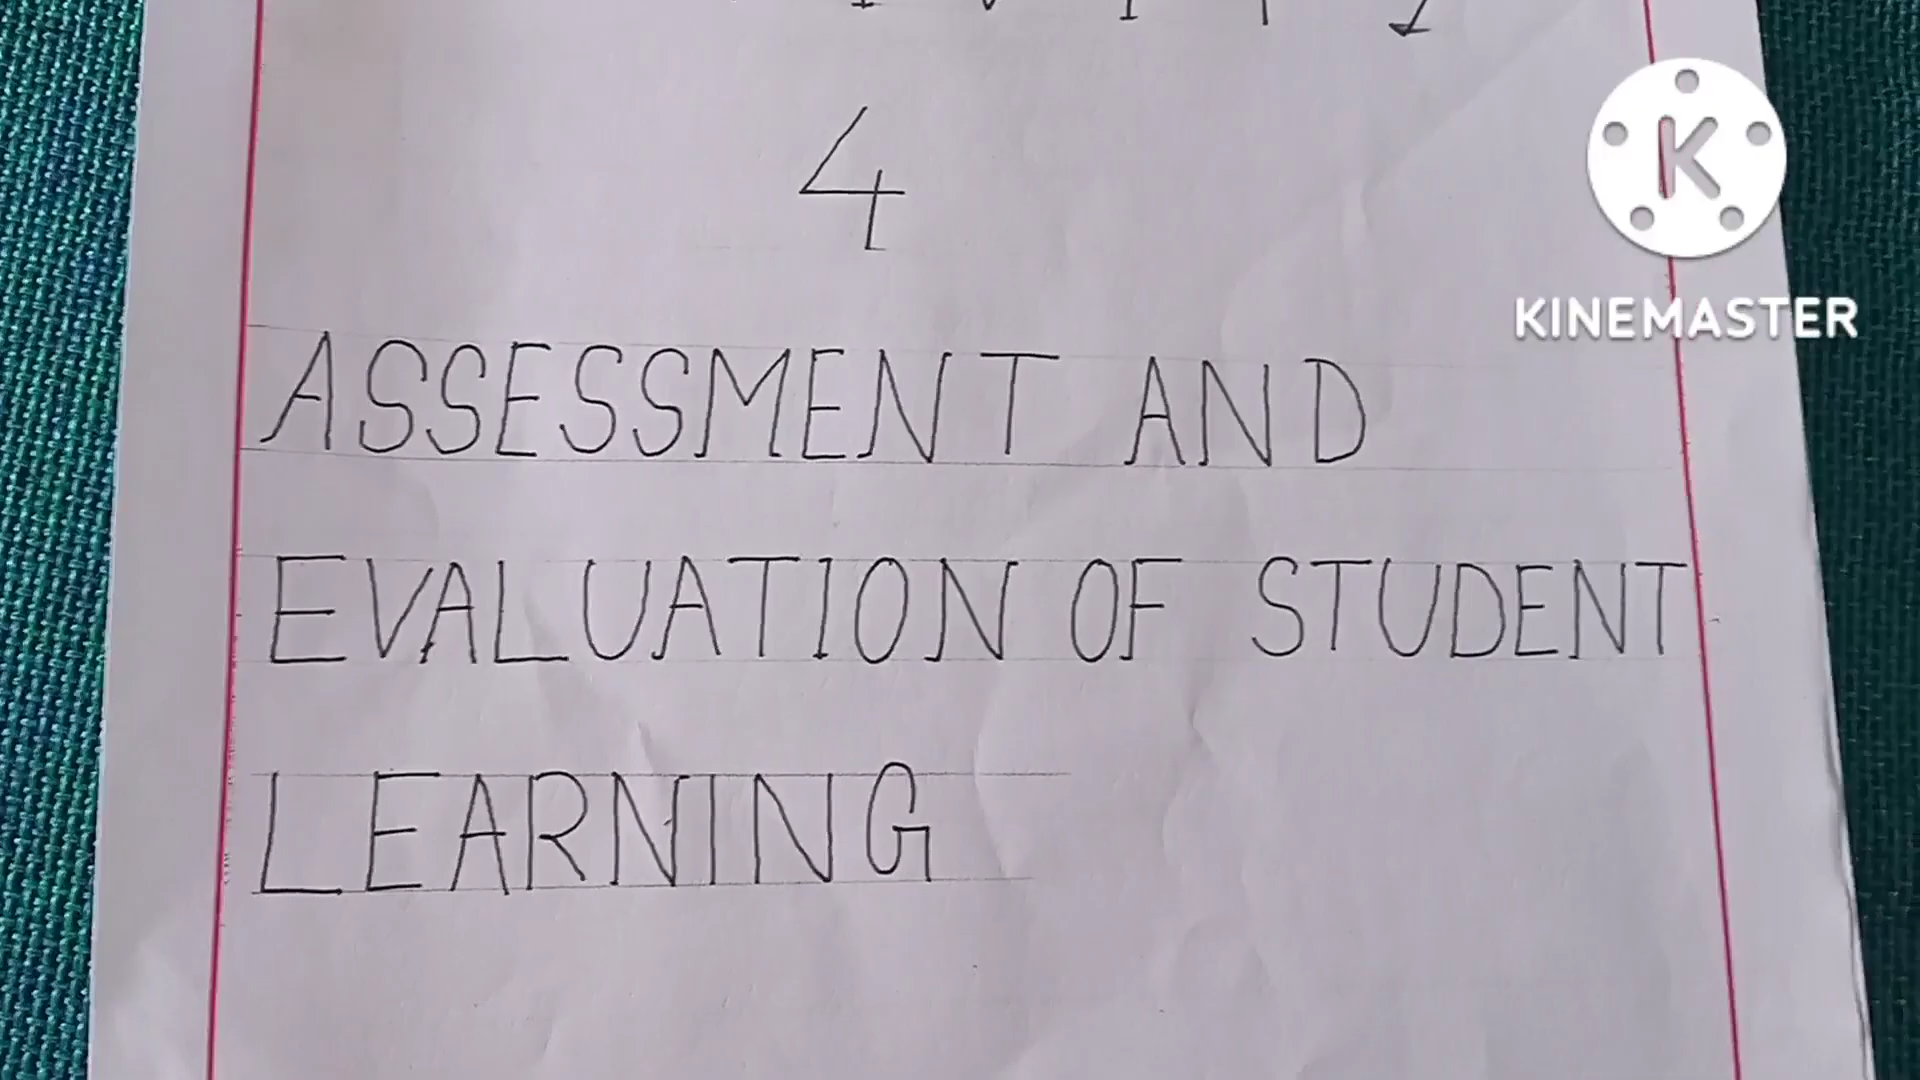 4
ASSESSMENT AND
EVALUATION OF STUDENT
LEARNING
KINEMASTER